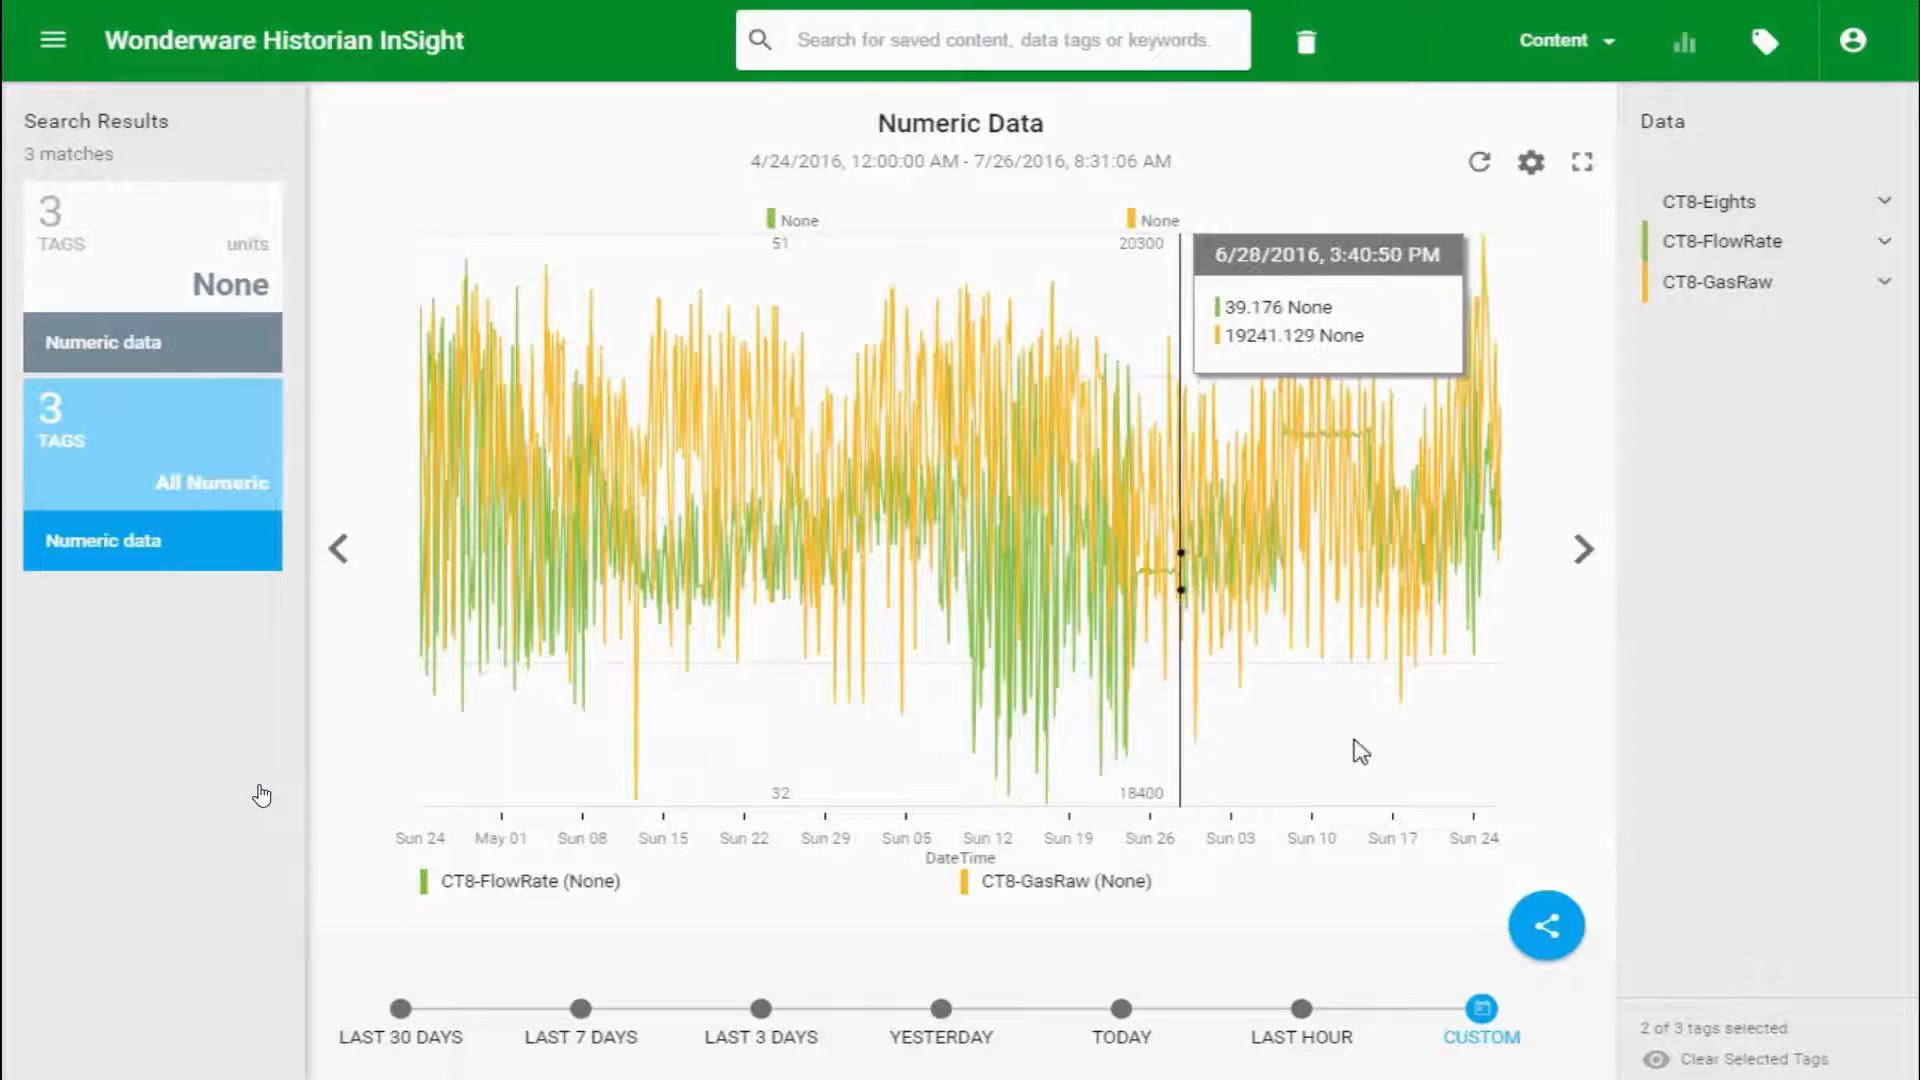 Wonderware Historian InSight
Search for saved content, data tags or keywords.
Content
Search Results
3 matches
3
TAGS
units
None
Numeric data
3
TAGS
All Numeric
Numeric data
Numeric Data
4/24/2016, 12:00:00 AM - 7/26/2016, 8:31:06 AM
None
None
51
20300
6/28/2016, 3:40:50 PM
39.176 None
19241.129 None
32
18400
Sun 24 May 01 Sun 08 Sun 15 Sun 22 Sun 29 Sun 05 Sun 12 Sun 19 Sun 26 Sun 03 Sun 10 Sun 17 Sun 24
DateTime
CT8-FlowRate (None)
CT8-GasRaw (None)
LAST 30 DAYS LAST 7 DAYS LAST 3 DAYS YESTERDAY TODAY LAST HOUR CUSTOM
Data
CT8-Eights
CT8-FlowRate
CT8-GasRaw
2 of 3 tags selected
Clear Selected Tags